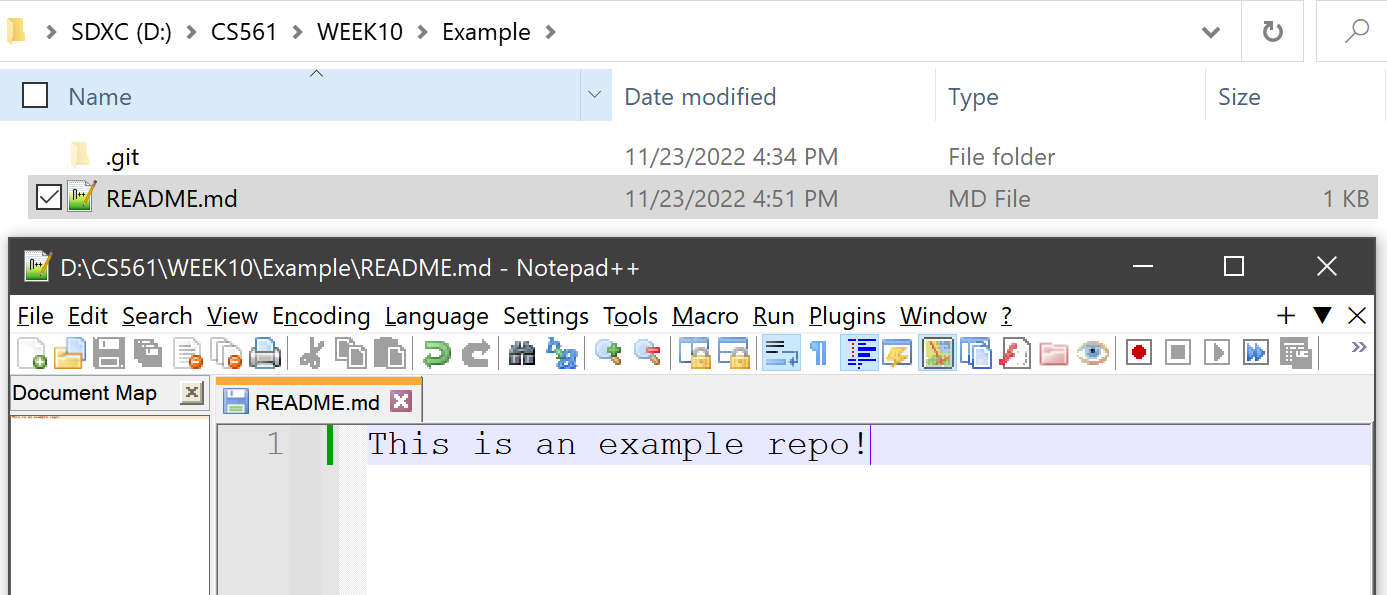 SDXC (D:) > CS561 > WEEK10 > Example >
Name Date modified Type Size
.git 11/23/2022 4:34 PM File folder
README.md 11/23/2022 4:51 PM MD File 1 KB
D:\CS561\WEEK10\Example\README.md - Notepad++
File Edit Search View Encoding Language Settings Tools Macro Run Plugins Window ?
Document Map
README.md
1 This is an example repo!